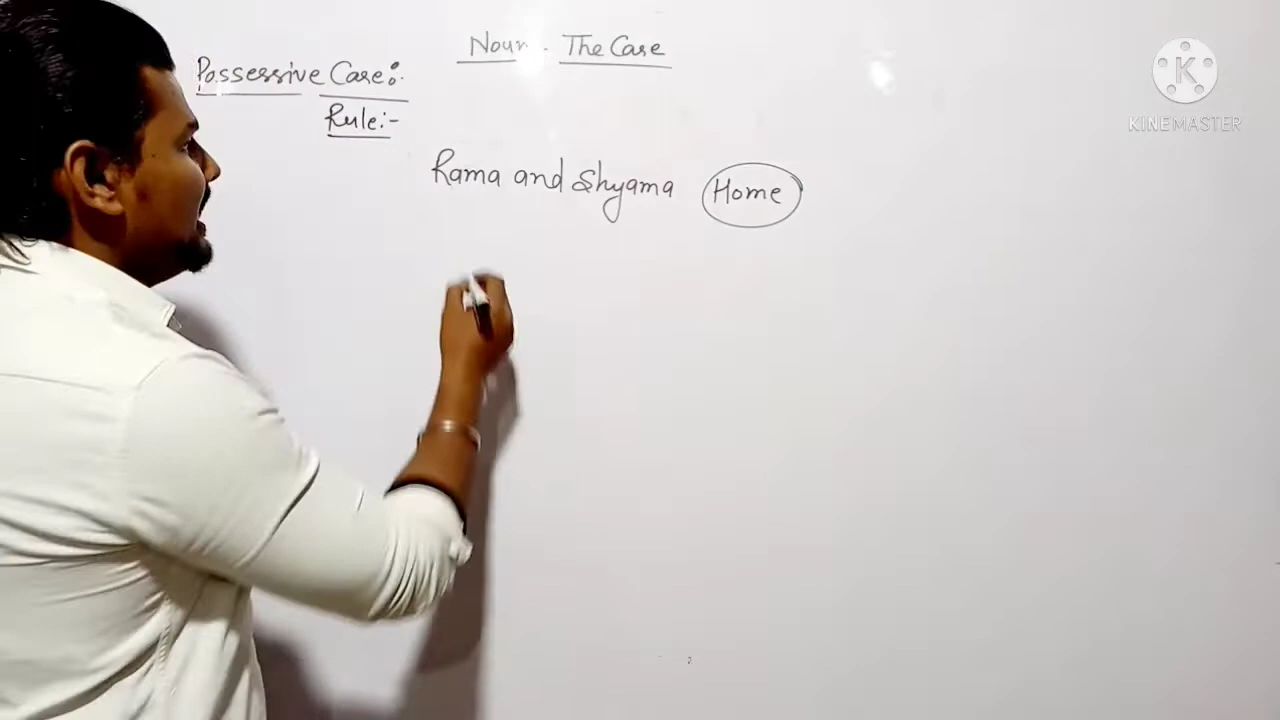 Noun. The Case
Possessive Case:
Rule:-
Rama and Shyama Home
K
KINEMASTER